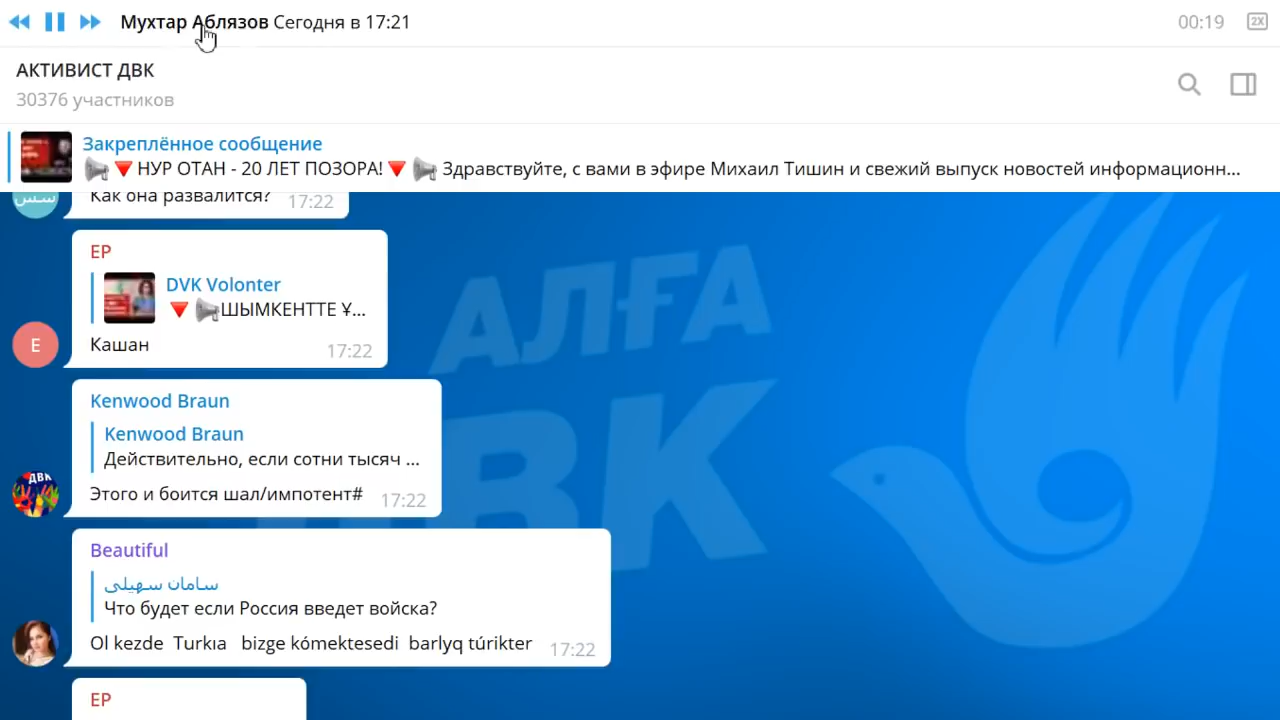 Мухтар Аблязов Сегодня в 17:21
00:19
2X
АКТИВИСТ ДВК
30376 участников
Закреплённое сообщение
НУР ОТАН - 20 ЛЕТ ПОЗОРА! Здравствуйте, с вами в эфире Михаил Тишин и свежий выпуск новостей информационн...
Как она развалится? 17:22
EP
DVK Volonter
ШЫМКЕНТТЕ Ұ...
E
Кашан 17:22
Kenwood Braun
Kenwood Braun
Действительно, если сотни тысяч ...
ДВК
Этого и боится шал/импотент# 17:22
Beautiful
سامان سهیلی
Что будет если Россия введет войска?
Ol kezde Turkıa bizge kómektesedi barlyq túrikter 17:22
EP
АЛҒА
ДВК